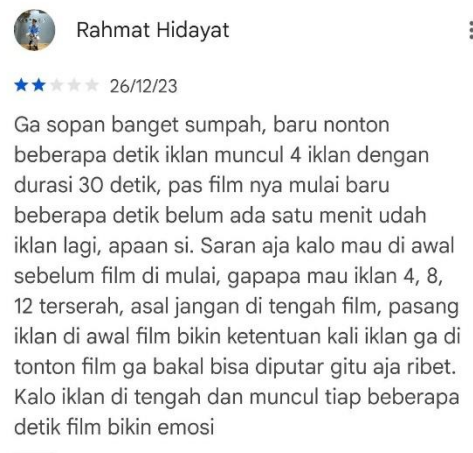 Rahmat Hidayat
26/12/23
Ga sopan banget sumpah, baru nonton
beberapa detik iklan muncul 4 iklan dengan
durasi 30 detik, pas film nya mulai baru
beberapa detik belum ada satu menit udah
iklan lagi, apaan si. Saran aja kalo mau di awal
sebelum film di mulai, gapapa mau iklan 4, 8,
12 terserah, asal jangan di tengah film, pasang
iklan di awal film bikin ketentuan kali iklan ga di
tonton film ga bakal bisa diputar gitu aja ribet.
Kalo iklan di tengah dan muncul tiap beberapa
detik film bikin emosi